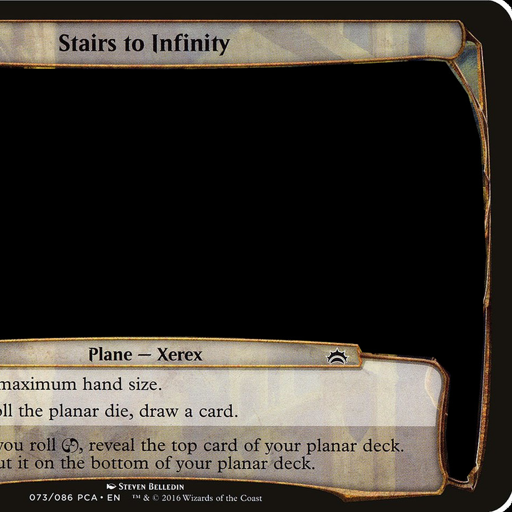 Stairs to Infinity
Plane — Xerex
maximum hand size.
ll the planar die, draw a card.
you roll , reveal the top card of your planar deck.
ut it on the bottom of your planar deck.
Steven Belledin
073/086 PCA • EN ™ & © 2016 Wizards of the Coast